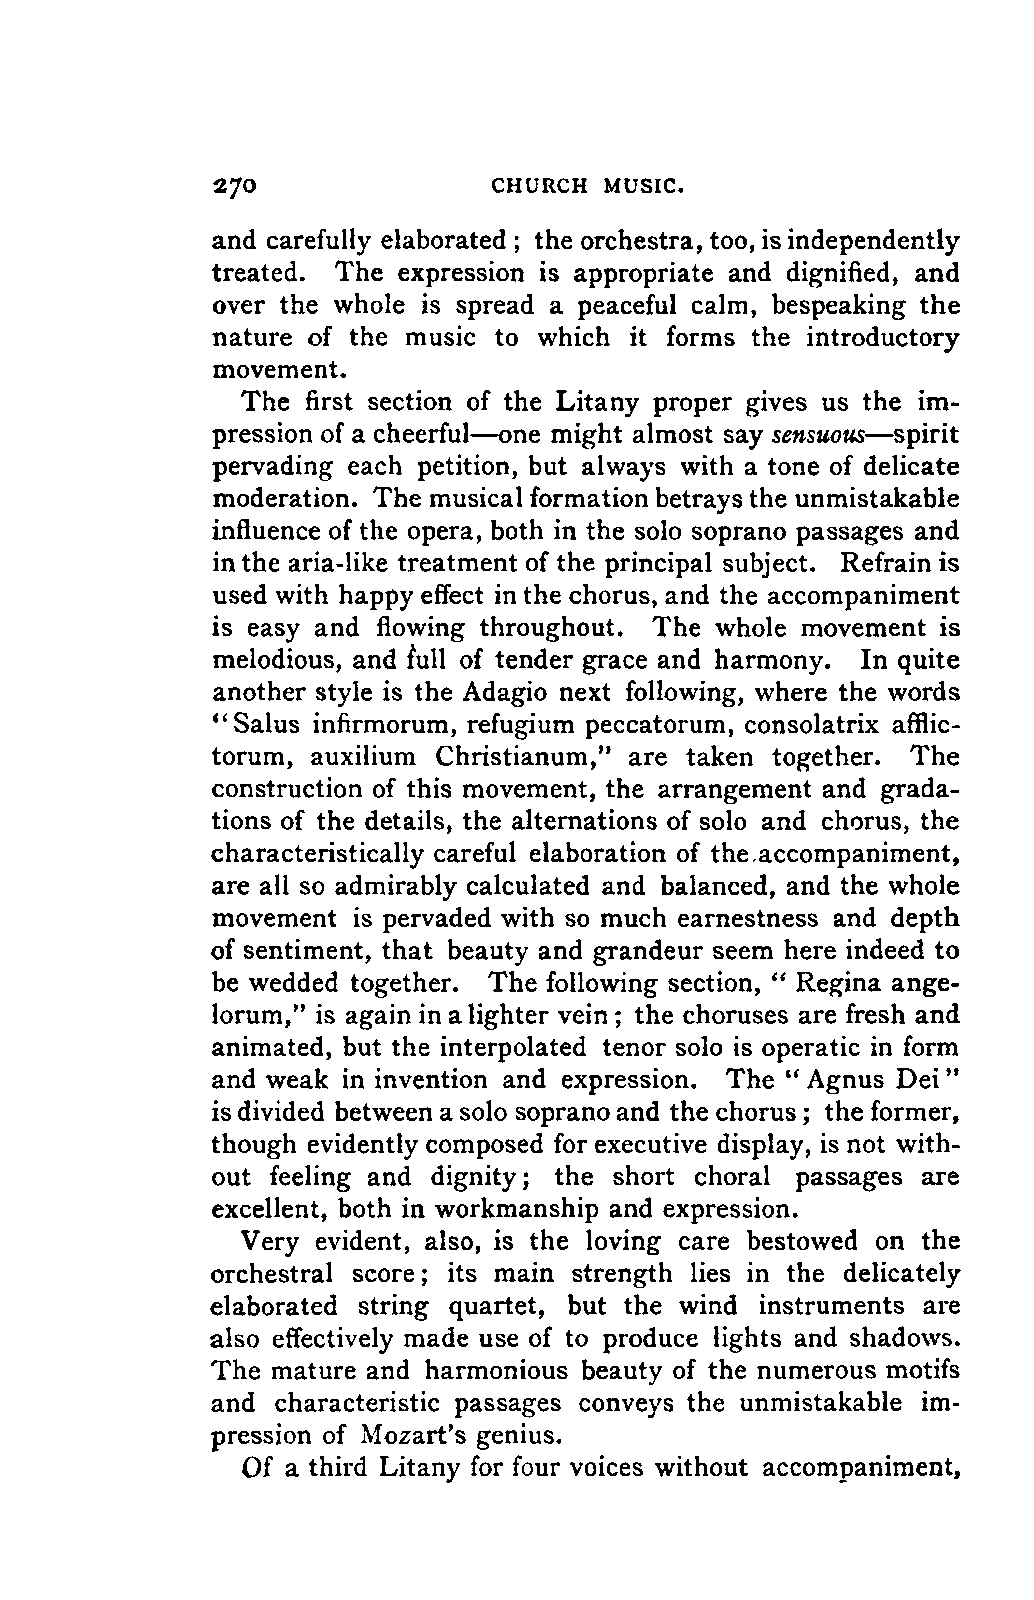 270 CHURCH MUSIC.
and carefully elaborated ; the orchestra, too, is independently
treated. The expression is appropriate and dignified, and
over the whole is spread a peaceful calm, bespeaking the
nature of the music to which it forms the introductory
movement.
The first section of the Litany proper gives us the im-
pression of a cheerful—one might almost say sensuous—spirit
pervading each petition, but always with a tone of delicate
moderation. The musical formation betrays the unmistakable
influence of the opera, both in the solo soprano passages and
in the aria-like treatment of the principal subject. Refrain is
used with happy effect in the chorus, and the accompaniment
is easy and flowing throughout. The whole movement is
melodious, and full of tender grace and harmony. In quite
another style is the Adagio next following, where the words
“Salus infirmorum, refugium peccatorum, consolatrix afflic-
torum, auxilium Christianum,” are taken together. The
construction of this movement, the arrangement and grada-
tions of the details, the alternations of solo and chorus, the
characteristically careful elaboration of the accompaniment,
are all so admirably calculated and balanced, and the whole
movement is pervaded with so much earnestness and depth
of sentiment, that beauty and grandeur seem here indeed to
be wedded together. The following section, “ Regina ange-
lorum,” is again in a lighter vein ; the choruses are fresh and
animated, but the interpolated tenor solo is operatic in form
and weak in invention and expression. The “ Agnus Dei ”
is divided between a solo soprano and the chorus ; the former,
though evidently composed for executive display, is not with-
out feeling and dignity; the short choral passages are
excellent, both in workmanship and expression.
Very evident, also, is the loving care bestowed on the
orchestral score; its main strength lies in the delicately
elaborated string quartet, but the wind instruments are
also effectively made use of to produce lights and shadows.
The mature and harmonious beauty of the numerous motifs
and characteristic passages conveys the unmistakable im-
pression of Mozart's genius.
Of a third Litany for four voices without accompaniment,